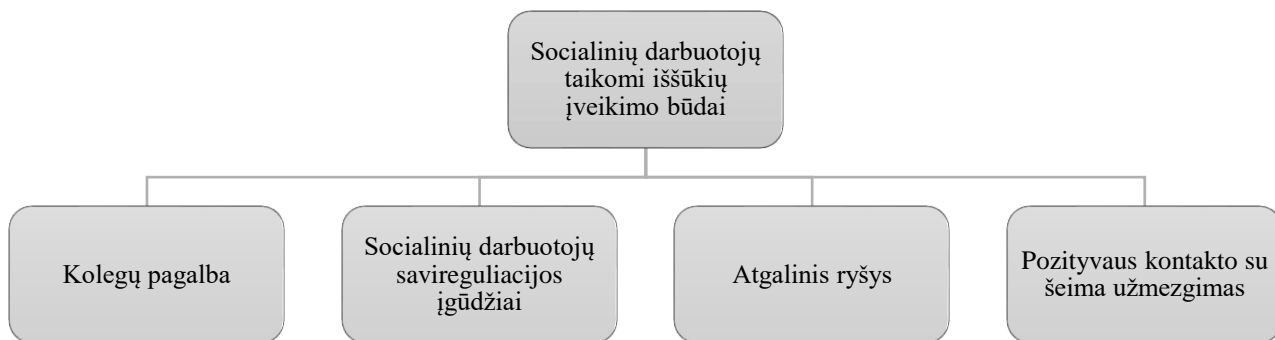 Socialinių darbuotojų
taikomi iššūkių
įveikimo būdai
Kolegų pagalba
Socialinių darbuotojų
savireguliacijos
įgūdžiai
Atgalinis ryšys
Pozityvaus kontakto su
šeima užmezgimas